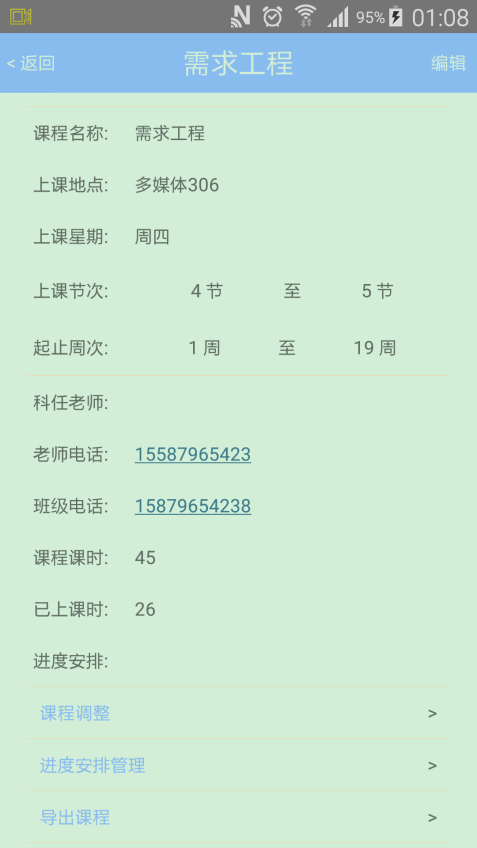 95% 01:08
< 返回 需求工程 编辑
课程名称: 需求工程
上课地点: 多媒体306
上课星期: 周四
上课节次: 4 节 至 5 节
起止周次: 1 周 至 19 周
科任老师:
老师电话: 15587965423
班级电话: 15879654238
课程课时: 45
已上课时: 26
进度安排:
课程调整 >
进度安排管理 >
导出课程 >